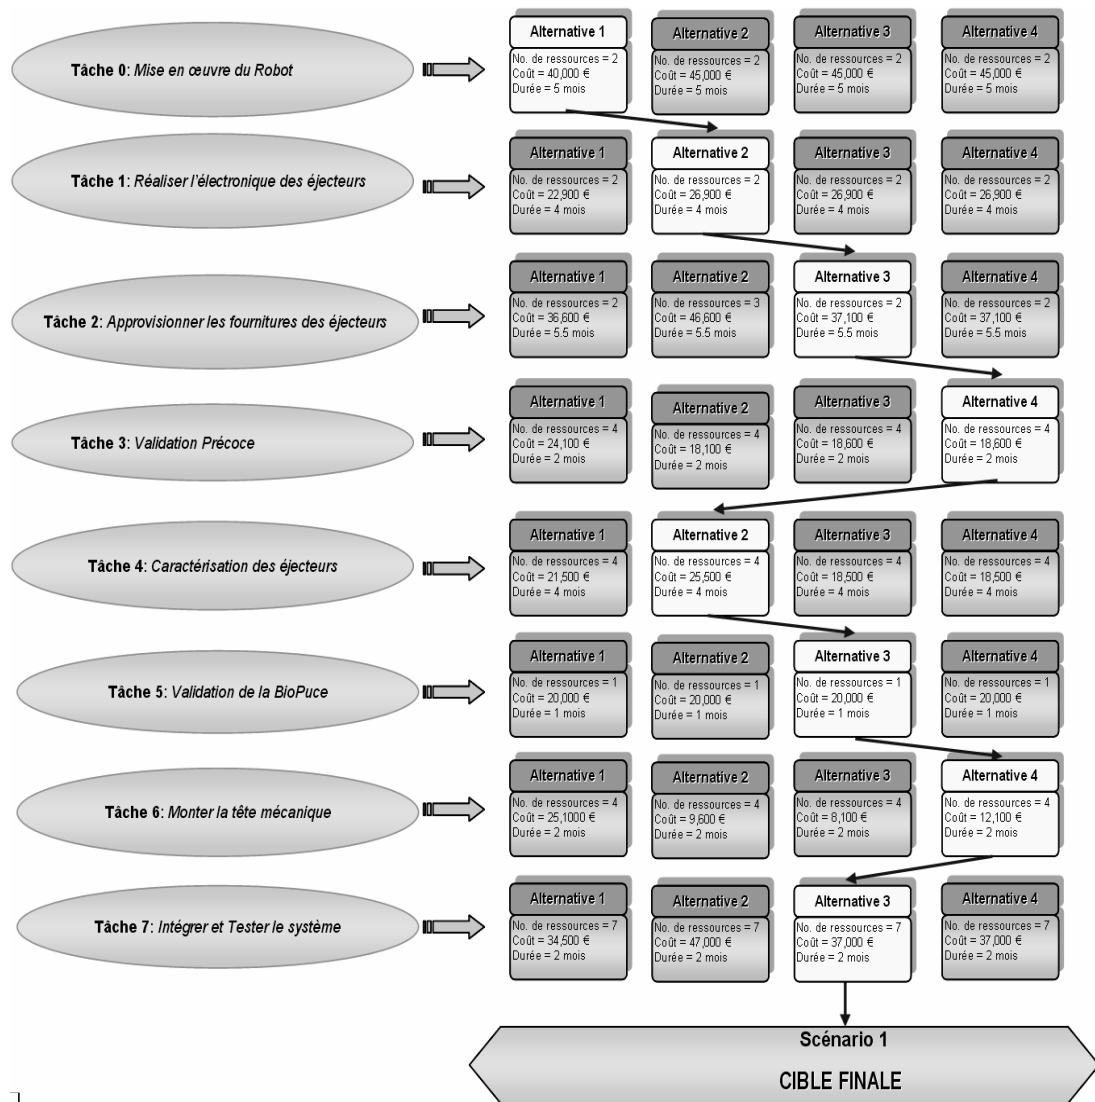 Tâche 0: Mise en œuvre du Robot
Alternative 1
No. de ressources = 2
Coût = 40,000 €
Durée = 5 mois
Alternative 2
No. de ressources = 2
Coût = 45,000 €
Durée = 5 mois
Alternative 3
No. de ressources = 2
Coût = 45,000 €
Durée = 5 mois
Alternative 4
No. de ressources = 2
Coût = 45,000 €
Durée = 5 mois
Tâche 1: Réaliser l'électronique des éjecteurs
Alternative 1
No. de ressources = 2
Coût = 22,900 €
Durée = 4 mois
Alternative 2
No. de ressources = 2
Coût = 26,900 €
Durée = 4 mois
Alternative 3
No. de ressources = 2
Coût = 26,900 €
Durée = 4 mois
Alternative 4
No. de ressources = 2
Coût = 26,900 €
Durée = 4 mois
Tâche 2: Approvisionner les fournitures des éjecteurs
Alternative 1
No. de ressources = 2
Coût = 36,600 €
Durée = 5.5 mois
Alternative 2
No. de ressources = 3
Coût = 46,600 €
Durée = 5.5 mois
Alternative 3
No. de ressources = 2
Coût = 37,100 €
Durée = 5.5 mois
Alternative 4
No. de ressources = 2
Coût = 37,100 €
Durée = 5.5 mois
Tâche 3: Validation Précoce
Alternative 1
No. de ressources = 4
Coût = 24,100 €
Durée = 2 mois
Alternative 2
No. de ressources = 4
Coût = 18,100 €
Durée = 2 mois
Alternative 3
No. de ressources = 4
Coût = 18,600 €
Durée = 2 mois
Alternative 4
No. de ressources = 4
Coût = 18,600 €
Durée = 2 mois
Tâche 4: Caractérisation des éjecteurs
Alternative 1
No. de ressources = 4
Coût = 21,500 €
Durée = 4 mois
Alternative 2
No. de ressources = 4
Coût = 25,500 €
Durée = 4 mois
Alternative 3
No. de ressources = 4
Coût = 18,500 €
Durée = 4 mois
Alternative 4
No. de ressources = 4
Coût = 18,500 €
Durée = 4 mois
Tâche 5: Validation de la BioPuce
Alternative 1
No. de ressources = 1
Coût = 20,000 €
Durée = 1 mois
Alternative 2
No. de ressources = 1
Coût = 20,000 €
Durée = 1 mois
Alternative 3
No. de ressources = 1
Coût = 20,000 €
Durée = 1 mois
Alternative 4
No. de ressources = 1
Coût = 20,000 €
Durée = 1 mois
Tâche 6: Monter la tête mécanique
Alternative 1
No. de ressources = 4
Coût = 25,1000 €
Durée = 2 mois
Alternative 2
No. de ressources = 4
Coût = 9,600 €
Durée = 2 mois
Alternative 3
No. de ressources = 4
Coût = 8,100 €
Durée = 2 mois
Alternative 4
No. de ressources = 4
Coût = 12,100 €
Durée = 2 mois
Tâche 7: Intégrer et Tester le système
Alternative 1
No. de ressources = 7
Coût = 34,500 €
Durée = 2 mois
Alternative 2
No. de ressources = 7
Coût = 47,000 €
Durée = 2 mois
Alternative 3
No. de ressources = 7
Coût = 37,000 €
Durée = 2 mois
Alternative 4
No. de ressources = 7
Coût = 37,000 €
Durée = 2 mois
Scénario 1
CIBLE FINALE